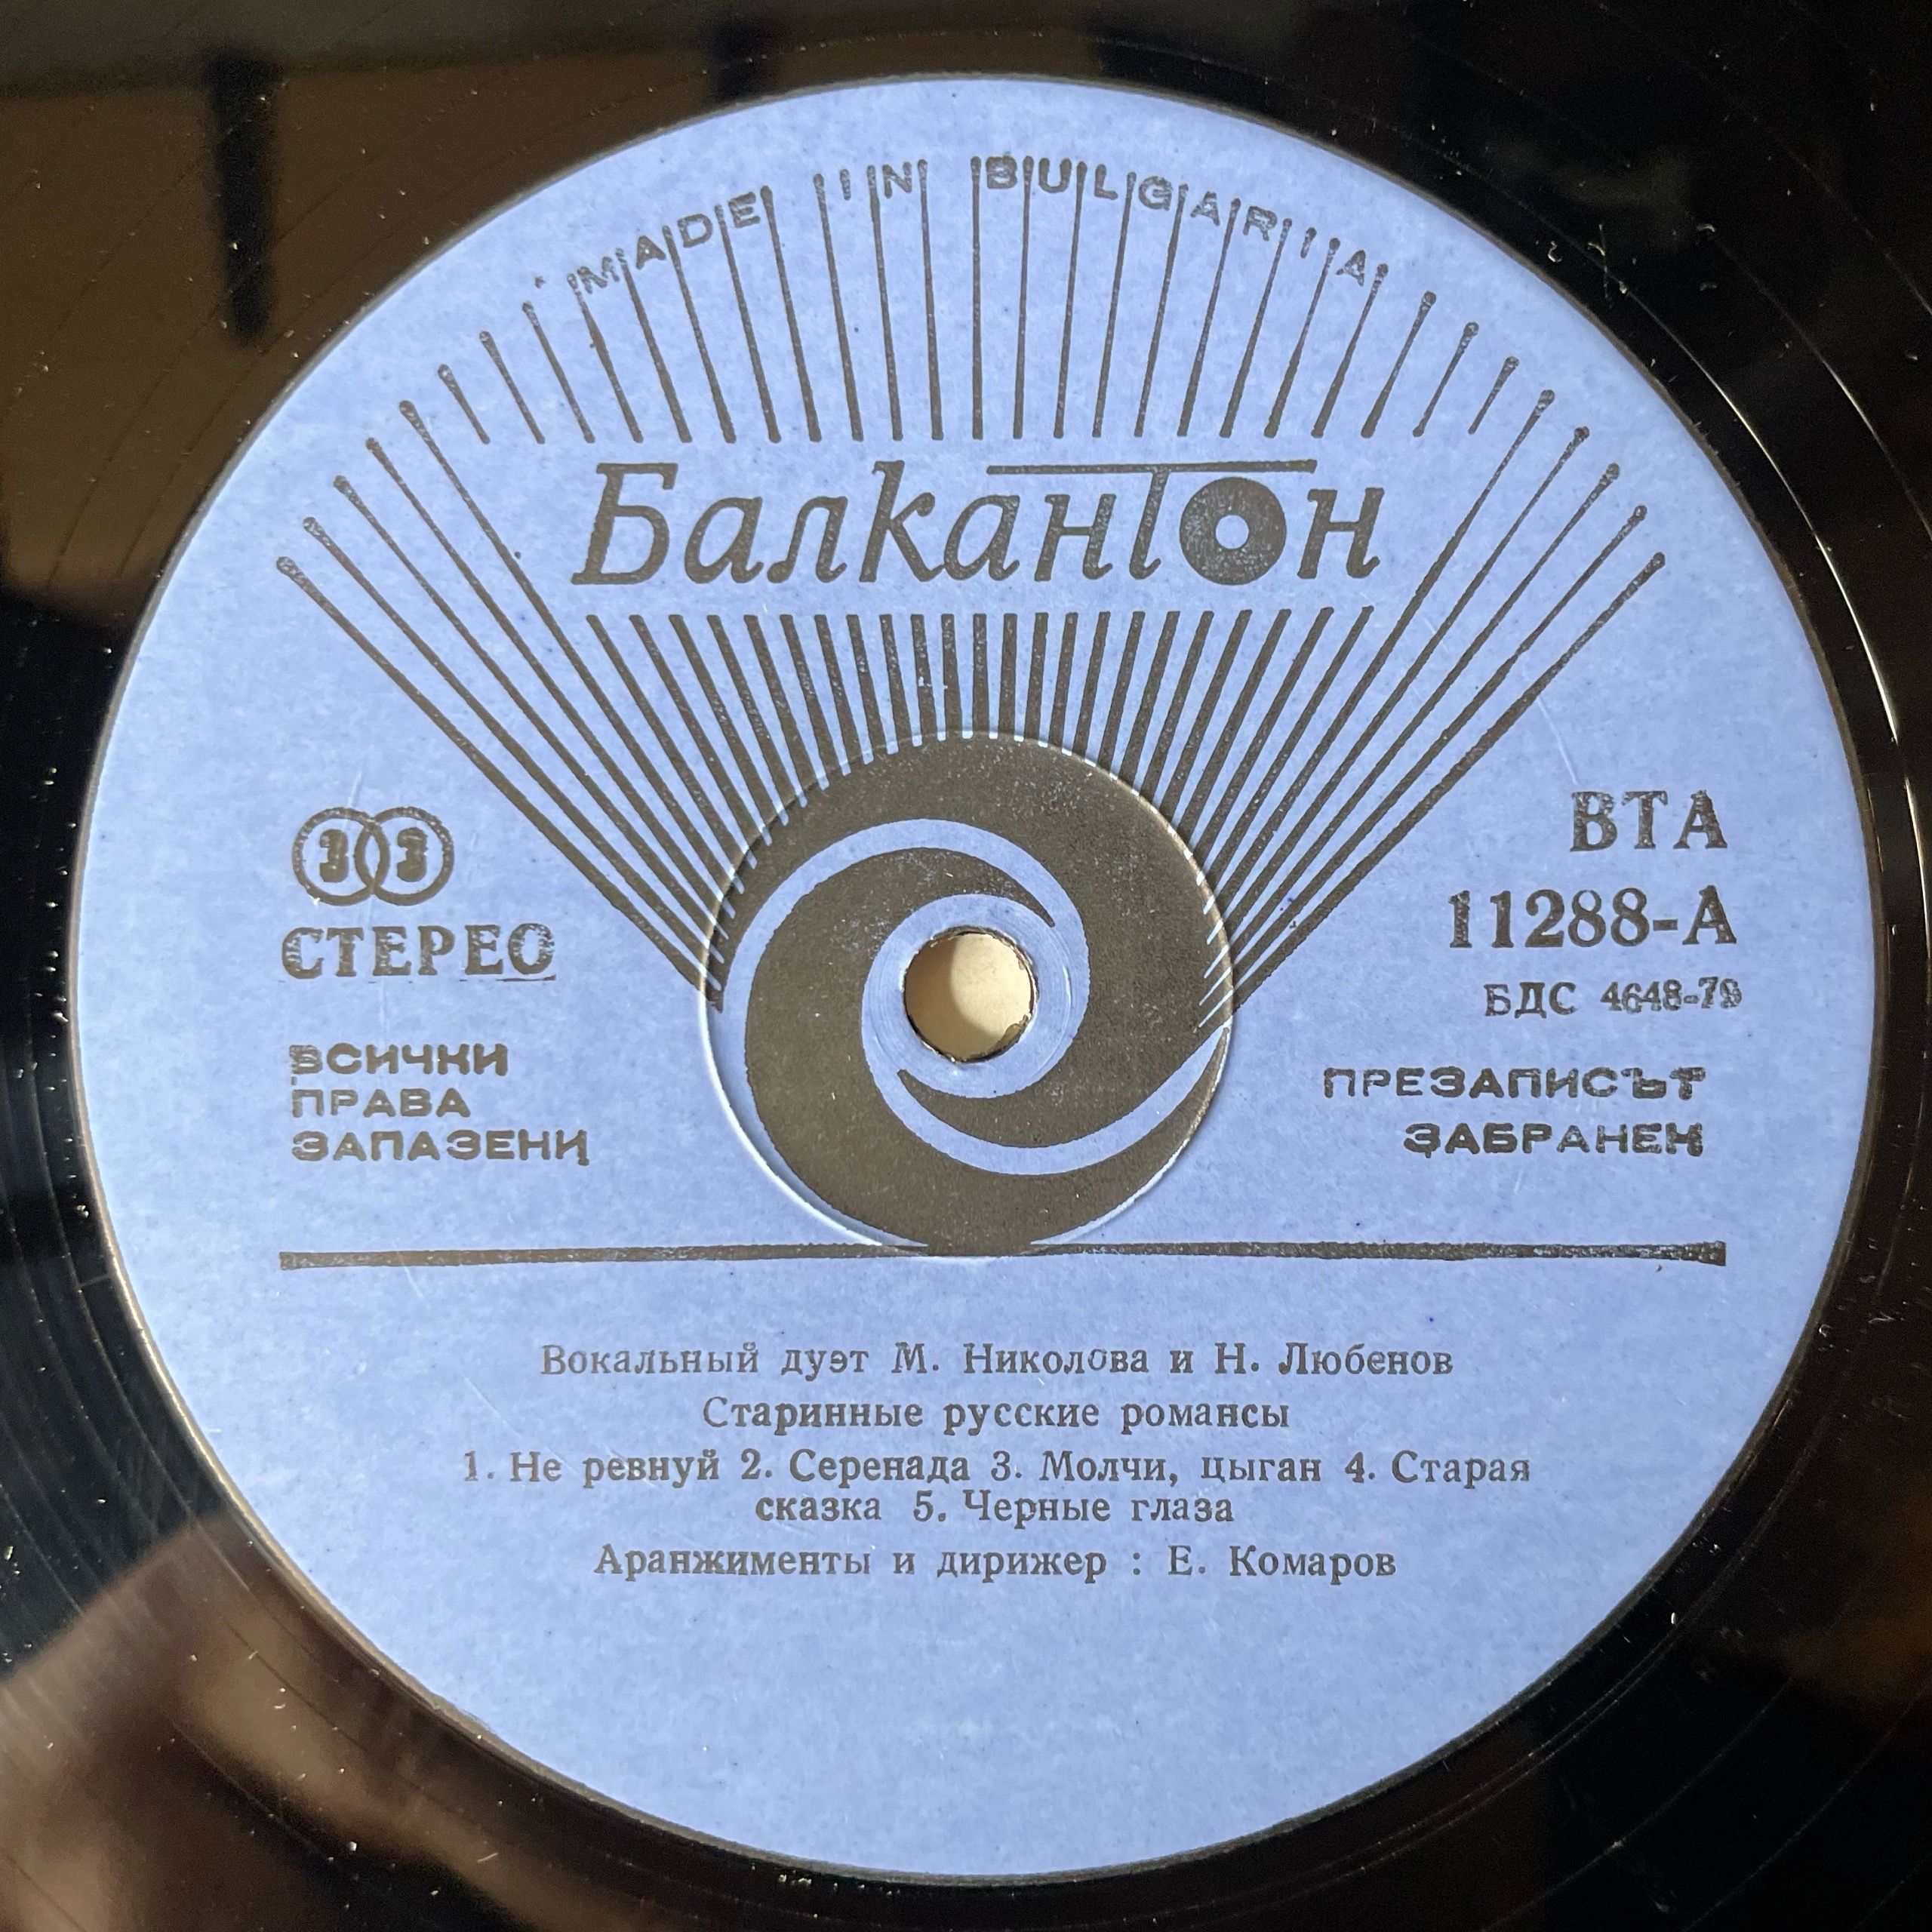 MADE IN BULGARIA
Балкантон
33
СТЕРЕО
ВСИЧКИ
ПРАВА
ЗАПАЗЕНИ
ВТА
11288-А
БДС 4648-79
ПРЕЗАПИСЪТ
ЗАБРАНЕН
Вокальный дуэт М. Николова и Н. Любенов
Старинные русские романсы
1. Не ревнуй 2. Серенада 3. Молчи, цыган 4. Старая
сказка 5. Черные глаза
Аранжименты и дирижер : Е. Комаров